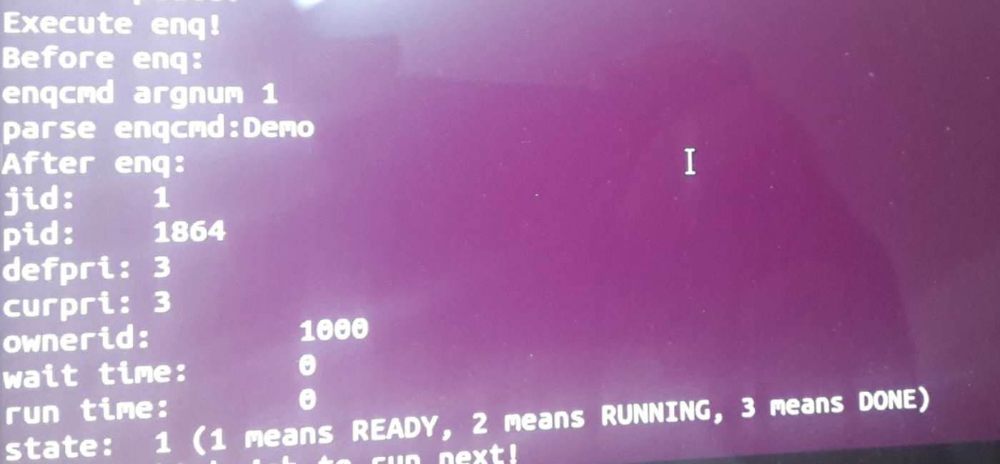 Execute enq!
Before enq:
enqcmd argnum 1
parse enqcmd:Demo
After enq:
jid: 1
pid: 1864
defpri: 3
curpri: 3
ownerid: 1000
wait time: 0
run time: 0
state: 1 (1 means READY, 2 means RUNNING, 3 means DONE)
to run next!